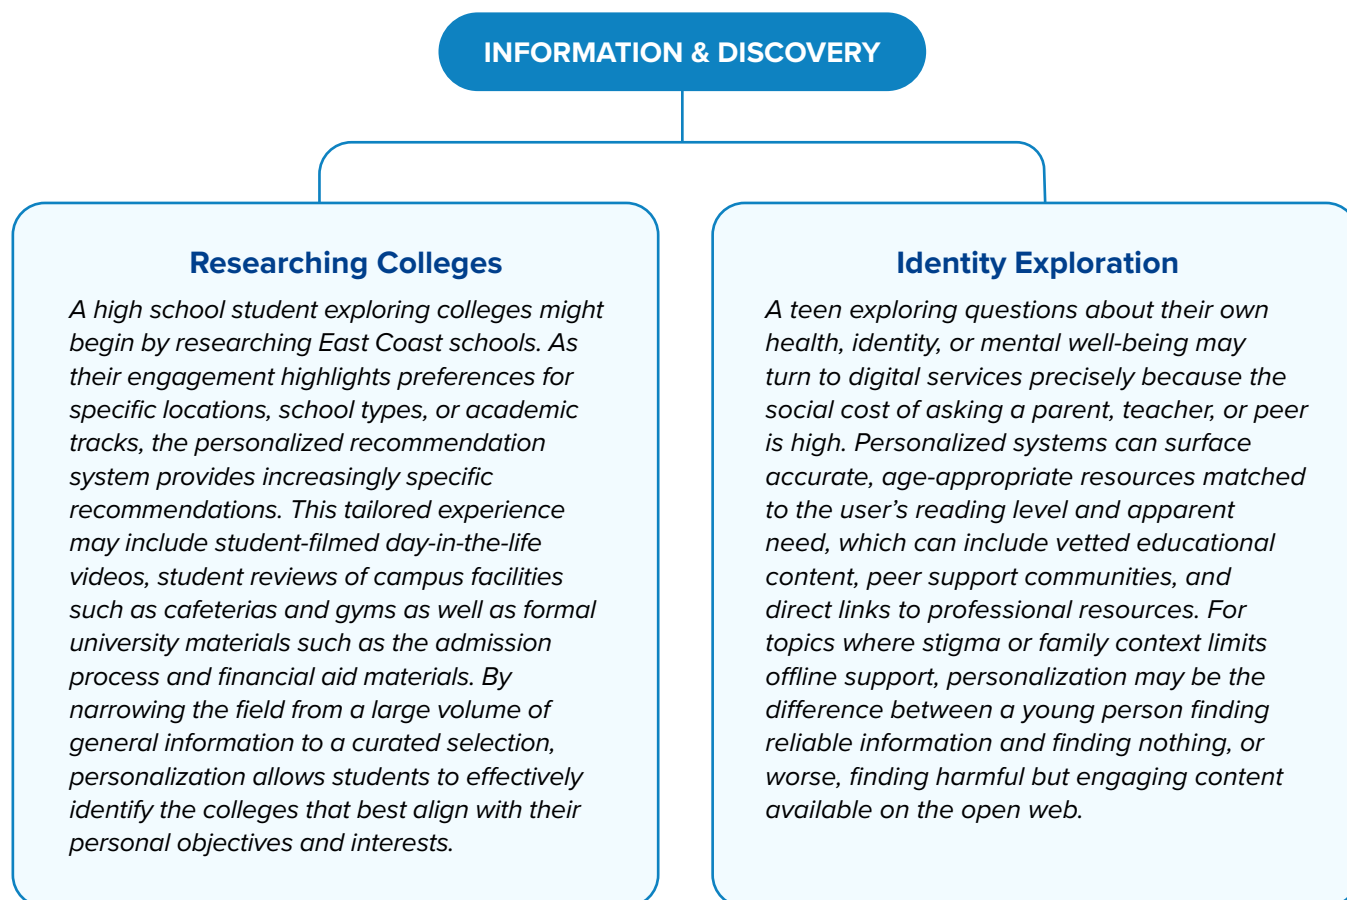 INFORMATION & DISCOVERY
Researching Colleges
A high school student exploring colleges might
begin by researching East Coast schools. As
their engagement highlights preferences for
specific locations, school types, or academic
tracks, the personalized recommendation
system provides increasingly specific
recommendations. This tailored experience
may include student-filmed day-in-the-life
videos, student reviews of campus facilities
such as cafeterias and gyms as well as formal
university materials such as the admission
process and financial aid materials. By
narrowing the field from a large volume of
general information to a curated selection,
personalization allows students to effectively
identify the colleges that best align with their
personal objectives and interests.
Identity Exploration
A teen exploring questions about their own
health, identity, or mental well-being may
turn to digital services precisely because the
social cost of asking a parent, teacher, or peer
is high. Personalized systems can surface
accurate, age-appropriate resources matched
to the user’s reading level and apparent
need, which can include vetted educational
content, peer support communities, and
direct links to professional resources. For
topics where stigma or family context limits
offline support, personalization may be the
difference between a young person finding
reliable information and finding nothing, or
worse, finding harmful but engaging content
available on the open web.